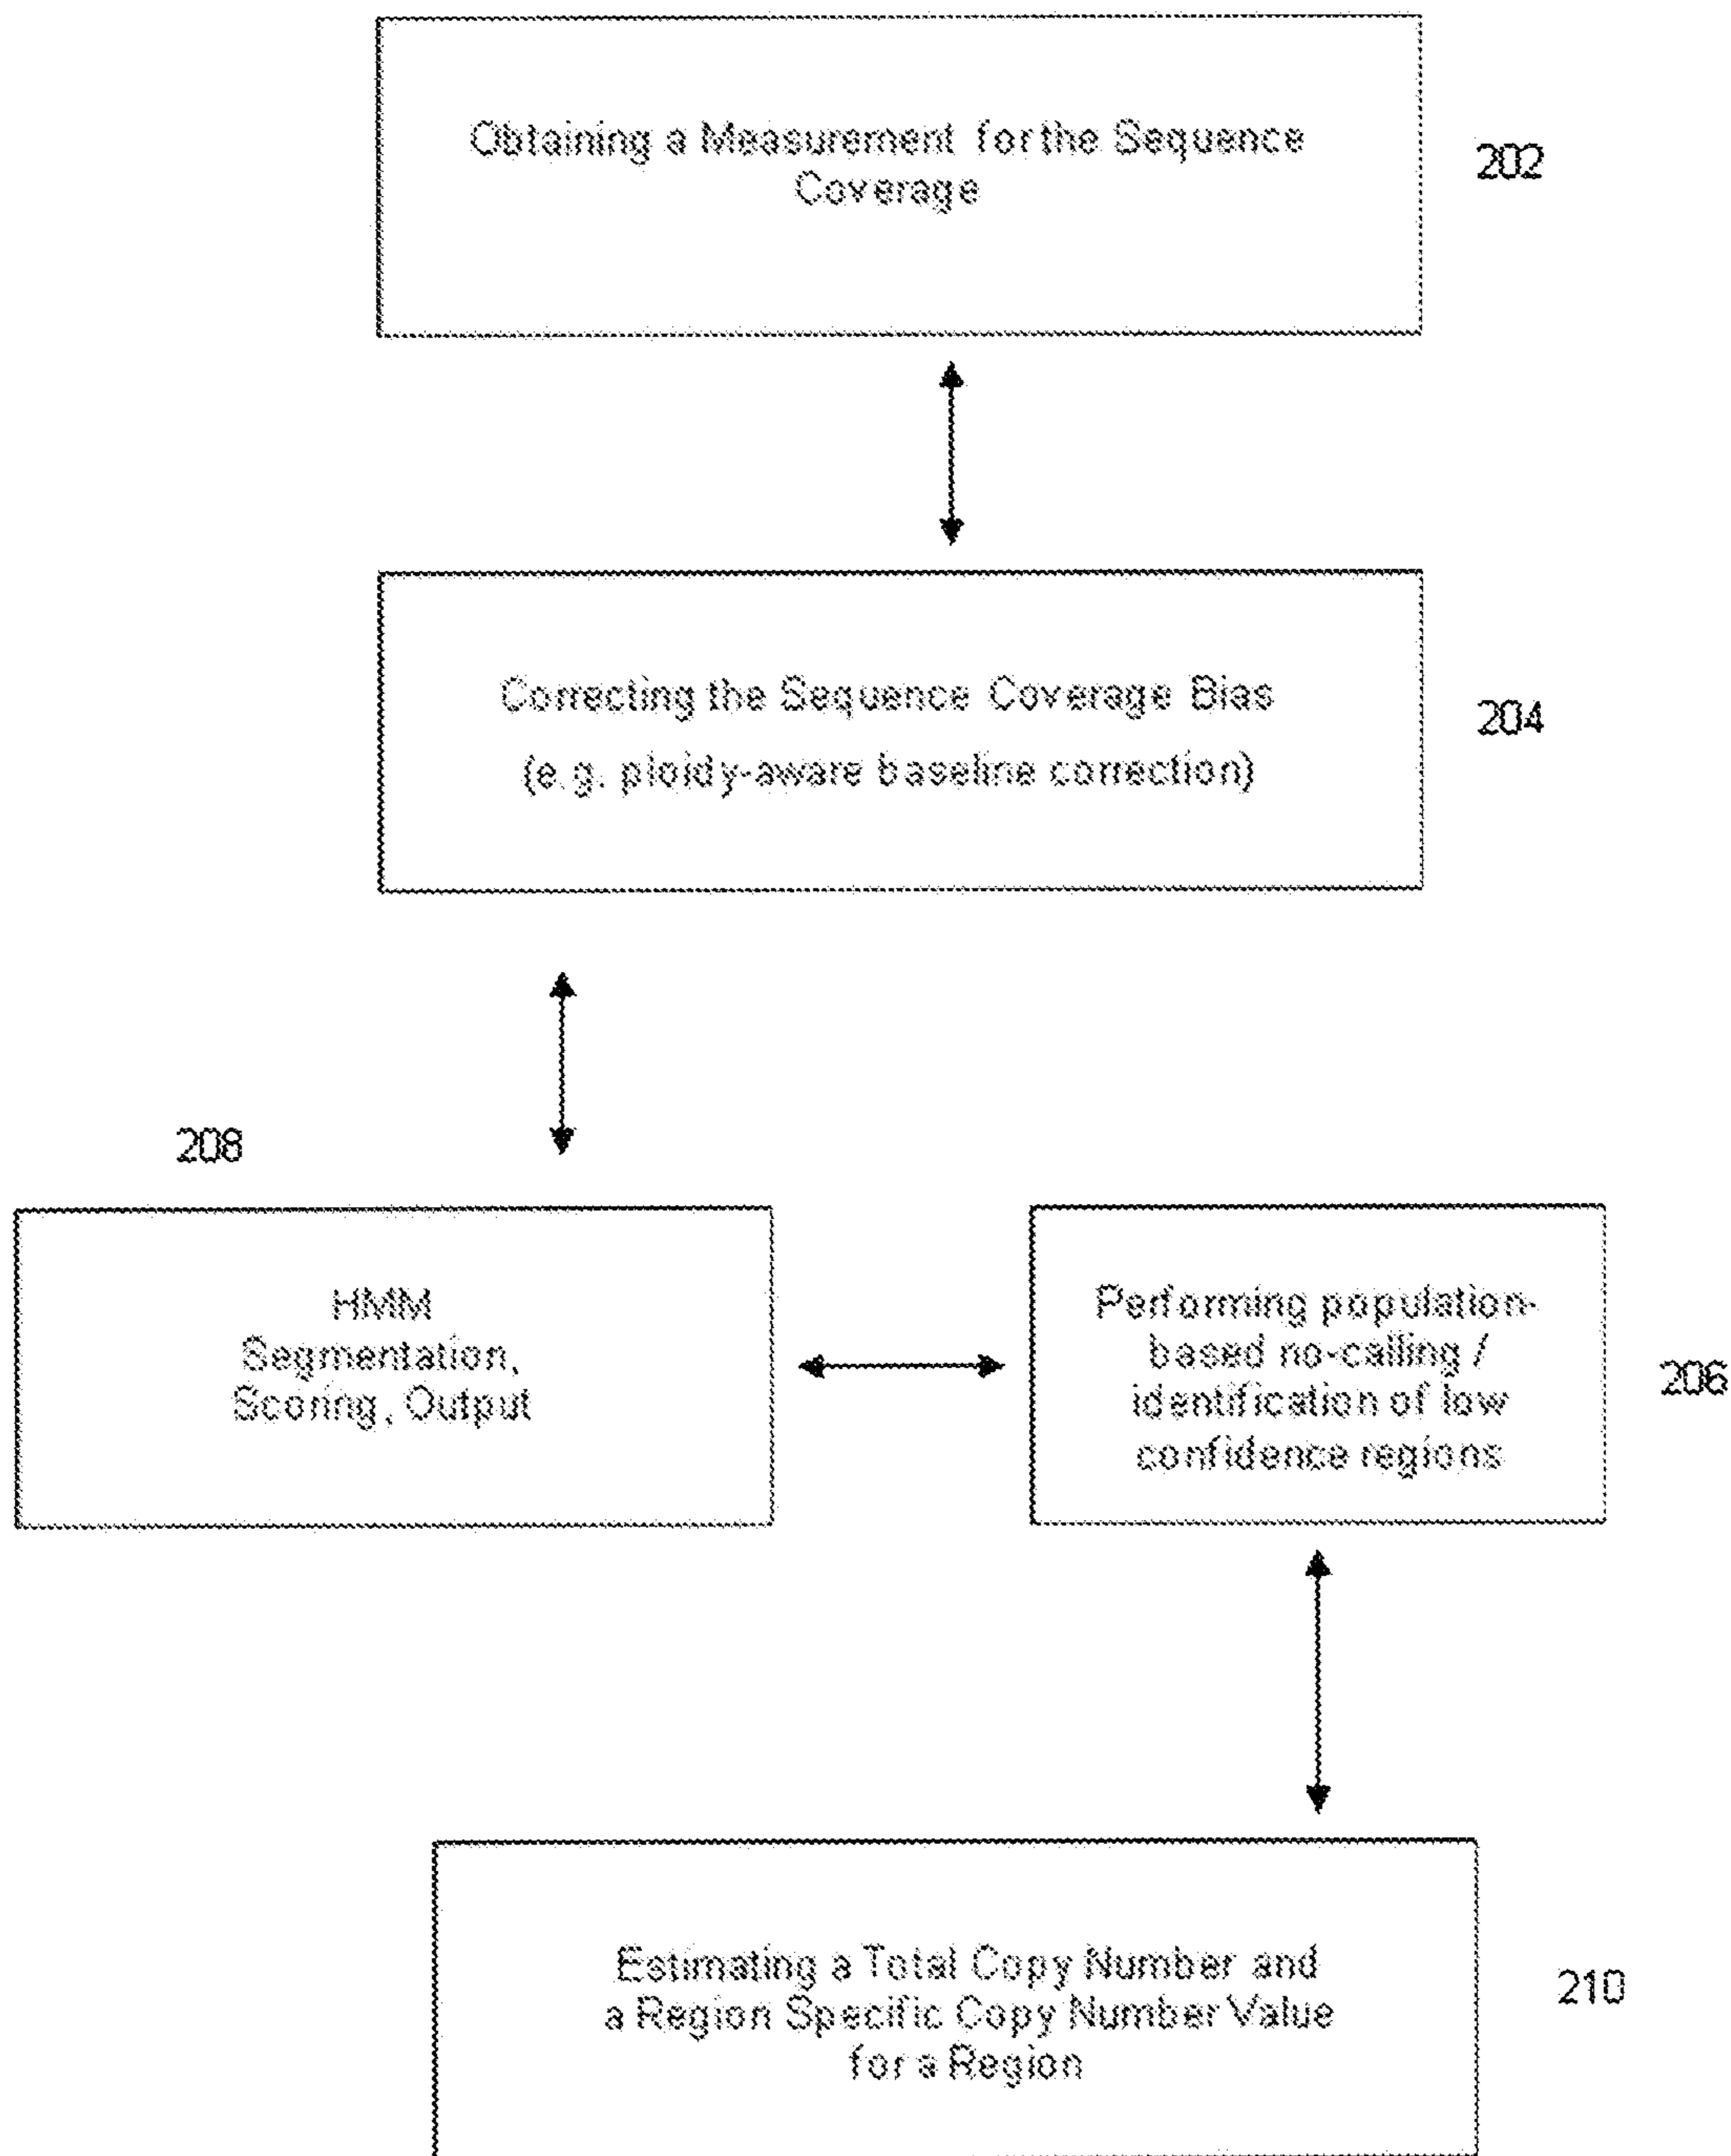 Obtaining a Measurement for the Sequence
Coverage
202
Correcting the Sequence Coverage Bias
(e.g. ploidy-aware baseline correction)
204
208
HMM
Segmentation,
Scoring, Output
Performing population-
based no-calling /
identification of low
confidence regions
206
Estimating a Total Copy Number and
a Region Specific Copy Number Value
for a Region
210